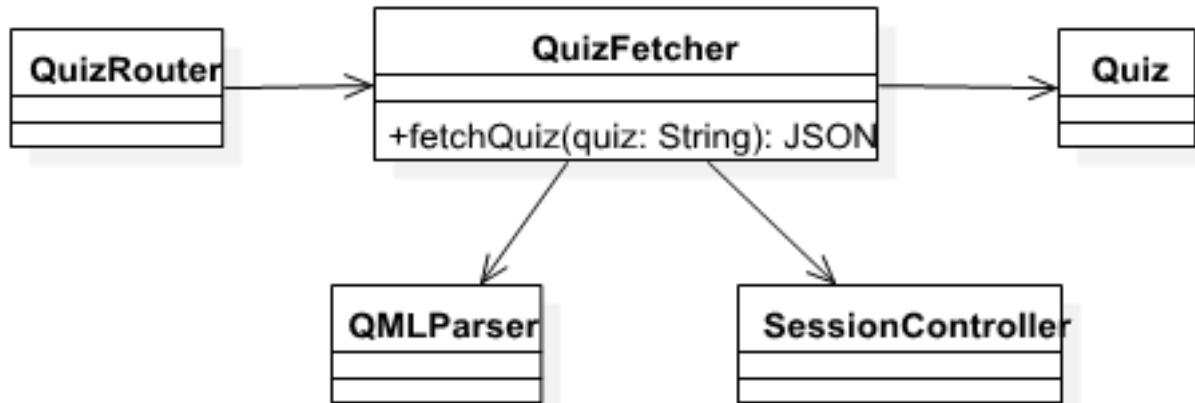 QuizRouter
QuizFetcher
+fetchQuiz(quiz: String): JSON
Quiz
QMLParser
SessionController